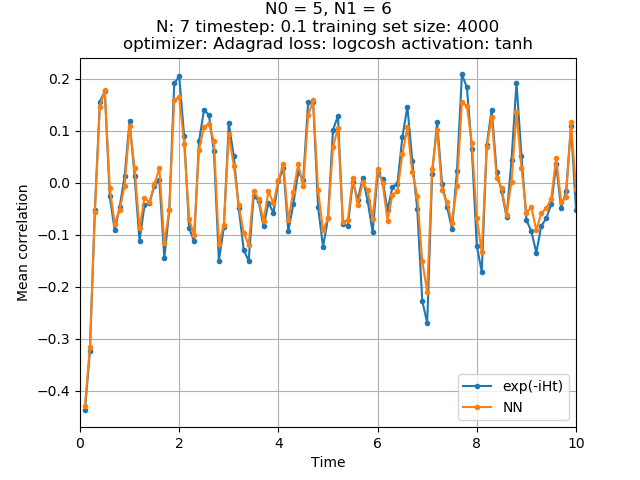 N0 = 5, N1 = 6
N: 7 timestep: 0.1 training set size: 4000
optimizer: Adagrad loss: logcosh activation: tanh
0.2
0.1
0.0
−0.1
−0.2
−0.3
−0.4
Mean correlation
exp(-iHt)
NN
0 2 4 6 8 10
Time